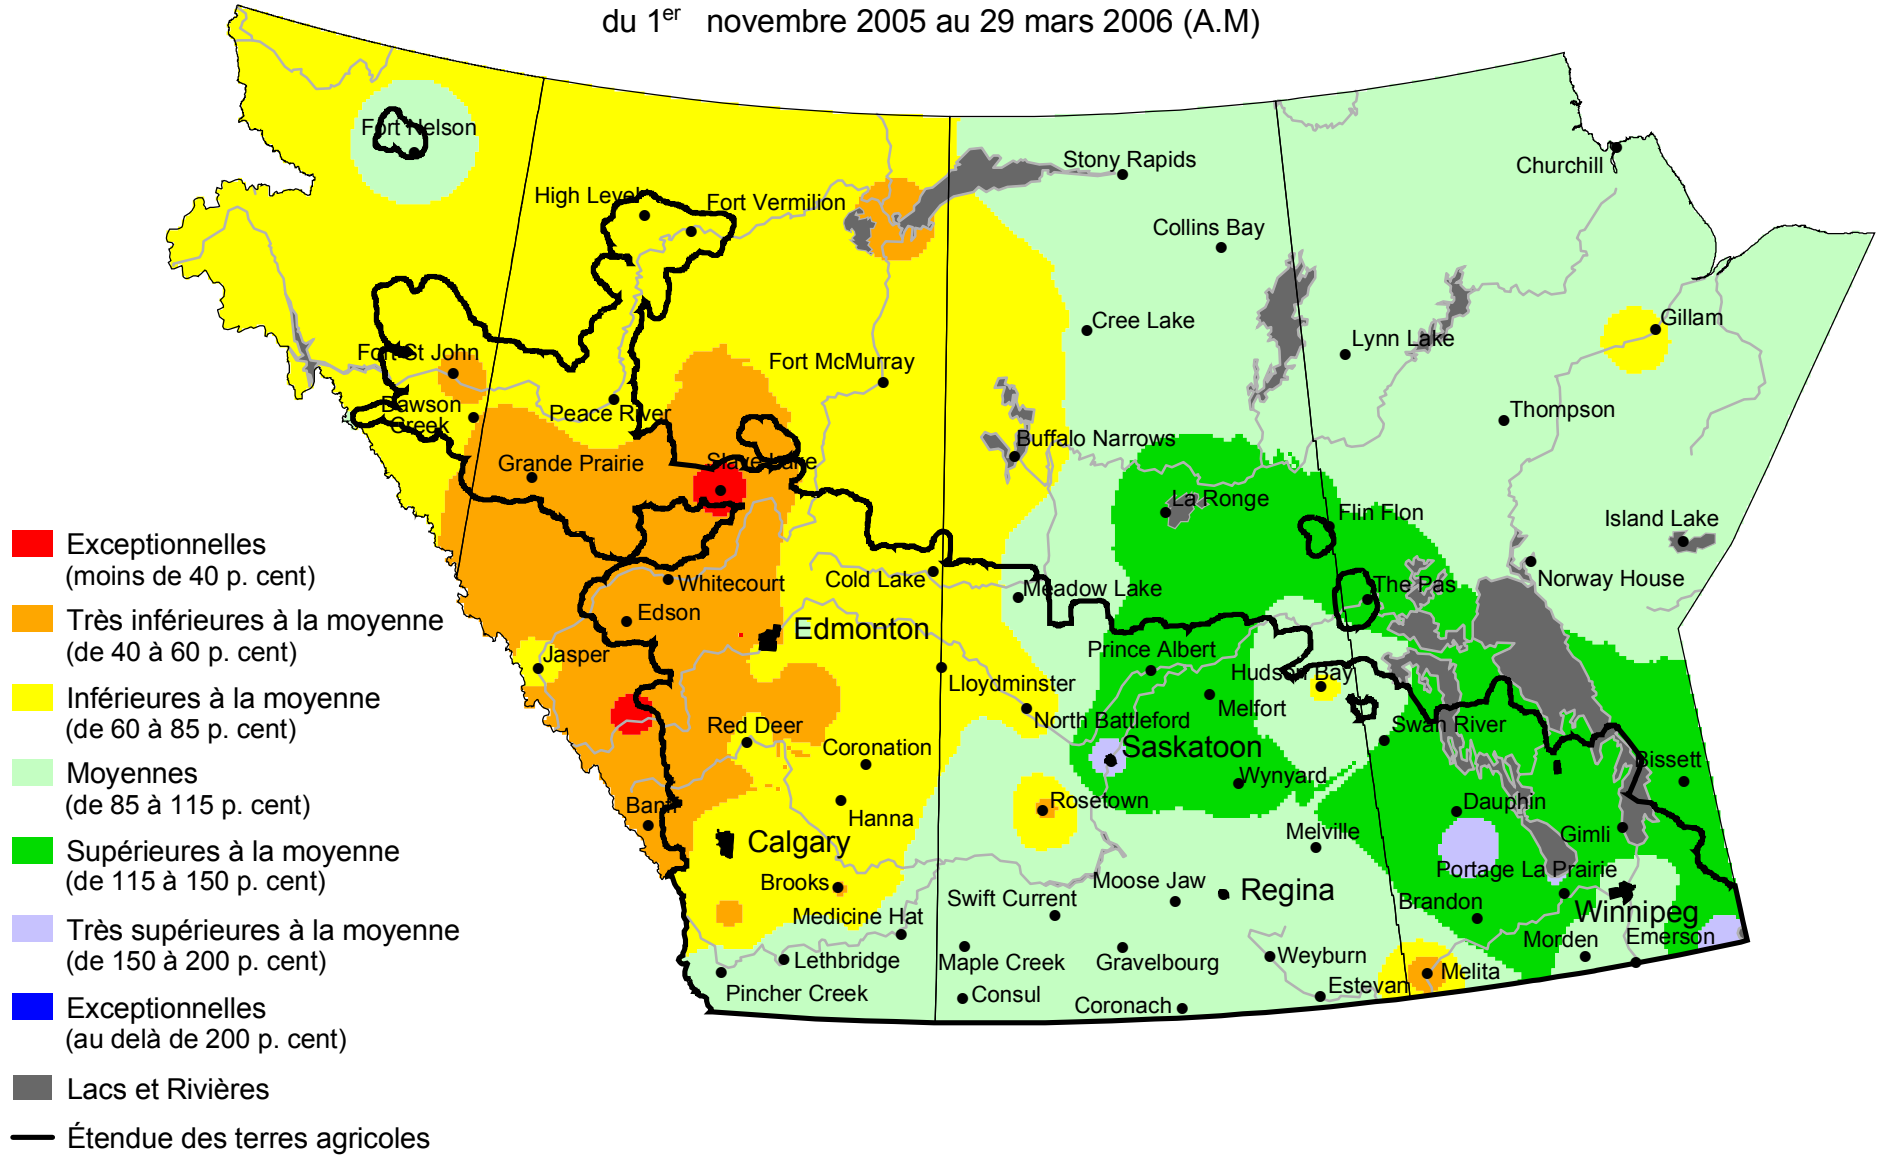 du 1er novembre 2005 au 29 mars 2006 (A.M)
Fort Nelson
Stony Rapids
Churchill
High Level
Fort Vermilion
Collins Bay
Cree Lake
Gillam
Lynn Lake
Fort St John
Fort McMurray
Dawson
Creek
Peace River
Thompson
Buffalo Narrows
Grande Prairie
Slave Lake
La Ronge
Flin Flon
Island Lake
Whitecourt
Cold Lake
Meadow Lake
The Pas
Norway House
Edson
Edmonton
Jasper
Prince Albert
Hudson Bay
Lloydminster
Melfort
North Battleford
Red Deer
Swan River
Coronation
Saskatoon
Wynyard
Bissett
Banff
Hanna
Rosetown
Dauphin
Melville
Gimli
Calgary
Portage La Prairie
Brooks
Moose Jaw
Regina
Swift Current
Brandon
Medicine Hat
Winnipeg
Morden
Emerson
Lethbridge
Maple Creek
Gravelbourg
Weyburn
Melita
Pincher Creek
Consul
Coronach
Estevan
Exceptionnelles
(moins de 40 p. cent)
Très inférieures à la moyenne
(de 40 à 60 p. cent)
Inférieures à la moyenne
(de 60 à 85 p. cent)
Moyennes
(de 85 à 115 p. cent)
Supérieures à la moyenne
(de 115 à 150 p. cent)
Très supérieures à la moyenne
(de 150 à 200 p. cent)
Exceptionnelles
(au delà de 200 p. cent)
Lacs et Rivières
Étendue des terres agricoles